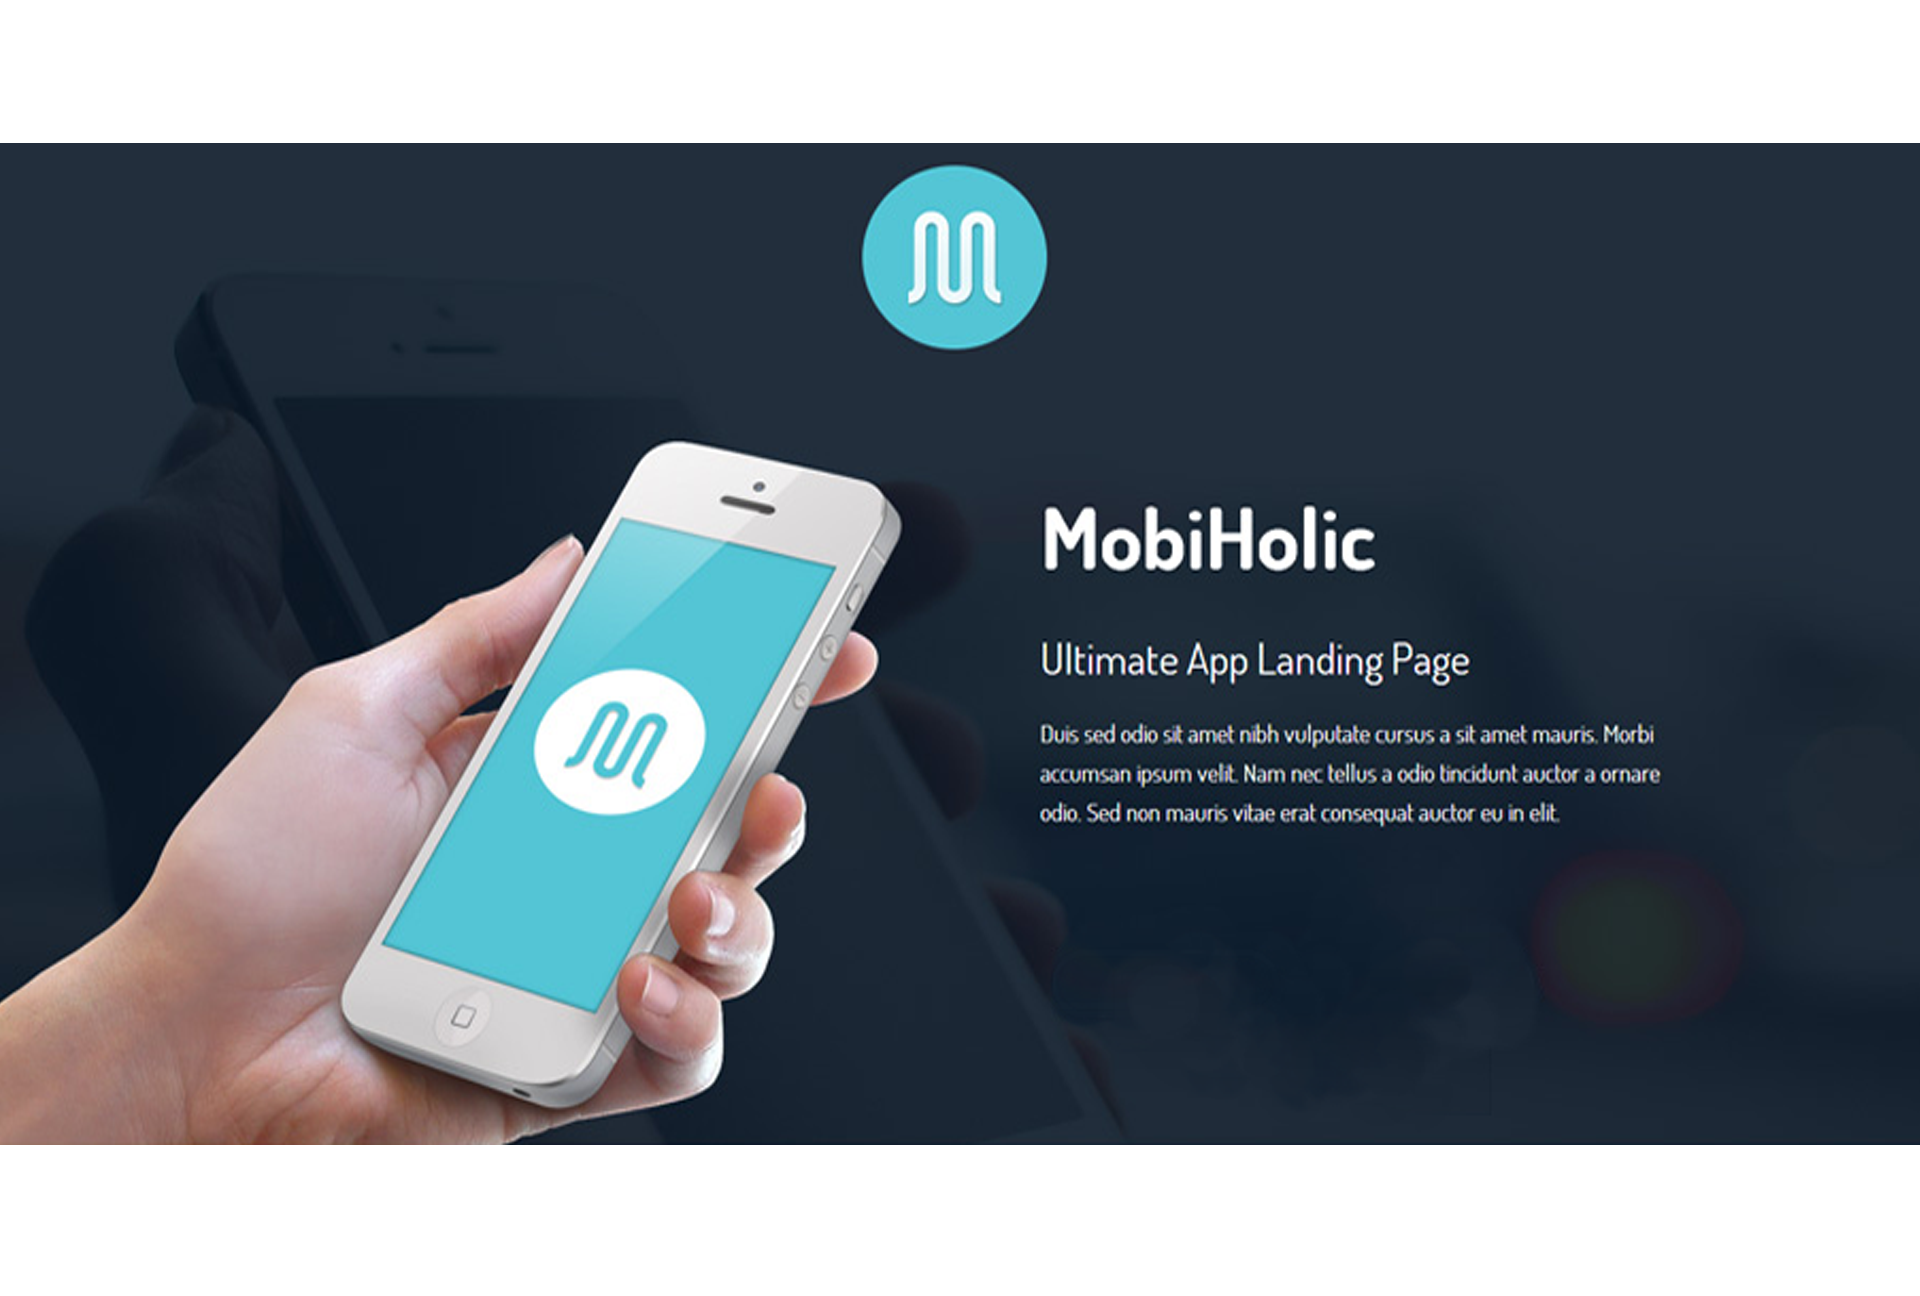 M
MobiHolic
Ultimate App Landing Page
Duis sed odio sit amet nibh vulputate cursus a sit amet mauris. Morbi
accumsan ipsum velit. Nam nec tellus a odio tincidunt auctor a ornare
odio. Sed non mauris vitae erat consequat auctor eu in elit.
M